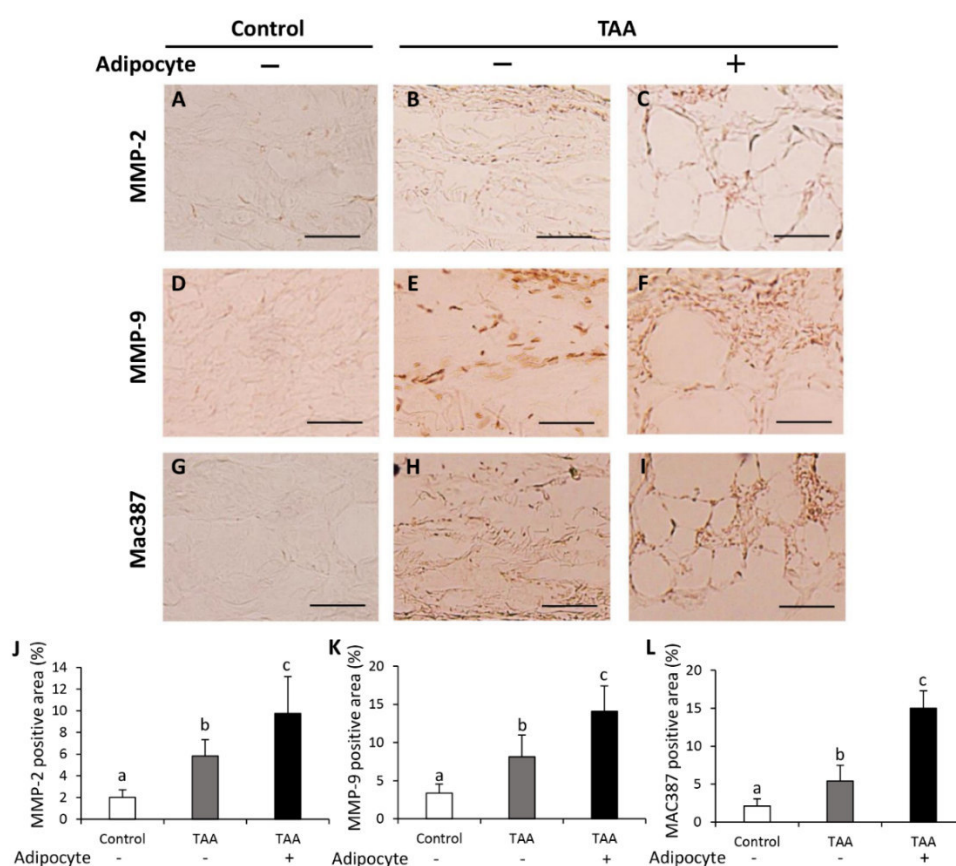 Control TAA
Adipocyte − − +
MMP-2
A B C
MMP-9
D E F
Mac387
G H I
J
MMP-2 positive area (%)
14
12
10
8
6
4
2
0
a b c
Control TAA TAA
Adipocyte - - +
K
MMP-9 positive area (%)
20
15
10
5
0
a b c
Control TAA TAA
Adipocyte - - +
L
MAC387 positive area (%)
20
15
10
5
0
a b c
Control TAA TAA
Adipocyte - - +